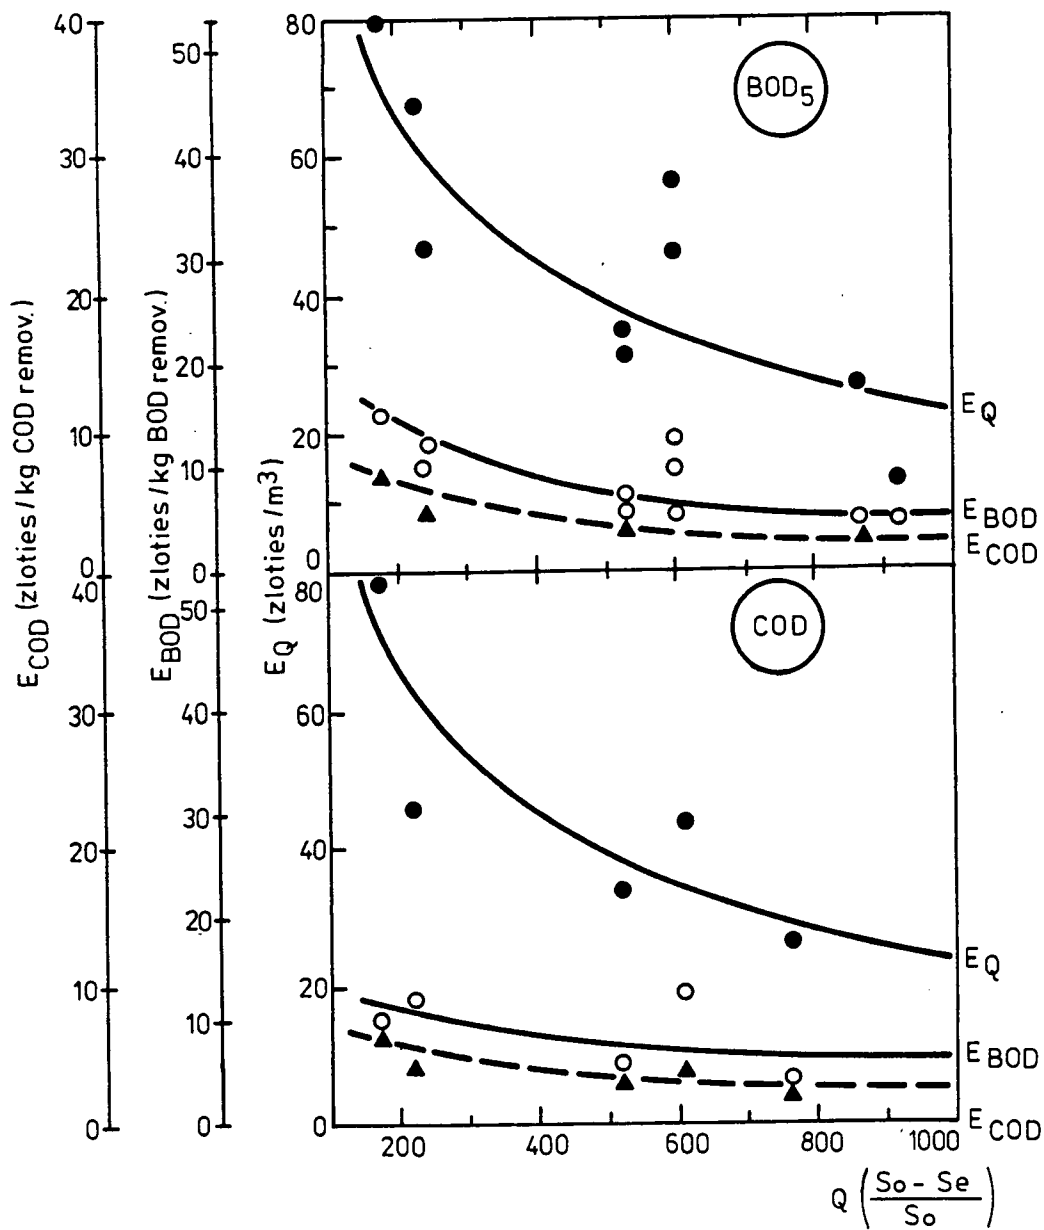 40
30
20
10
0
50
40
30
20
10
0
80
60
40
20
0
E_COD (zloties/kg COD remov.)
E_BOD (zloties/kg BOD remov.)
E_Q (zloties/m³)
BOD₅
E_Q
E_BOD
E_COD
40
30
20
10
0
50
40
30
20
10
0
80
60
40
20
0
COD
E_Q
E_BOD
E_COD
200 400 600 800 1000
Q (So - Se / So)